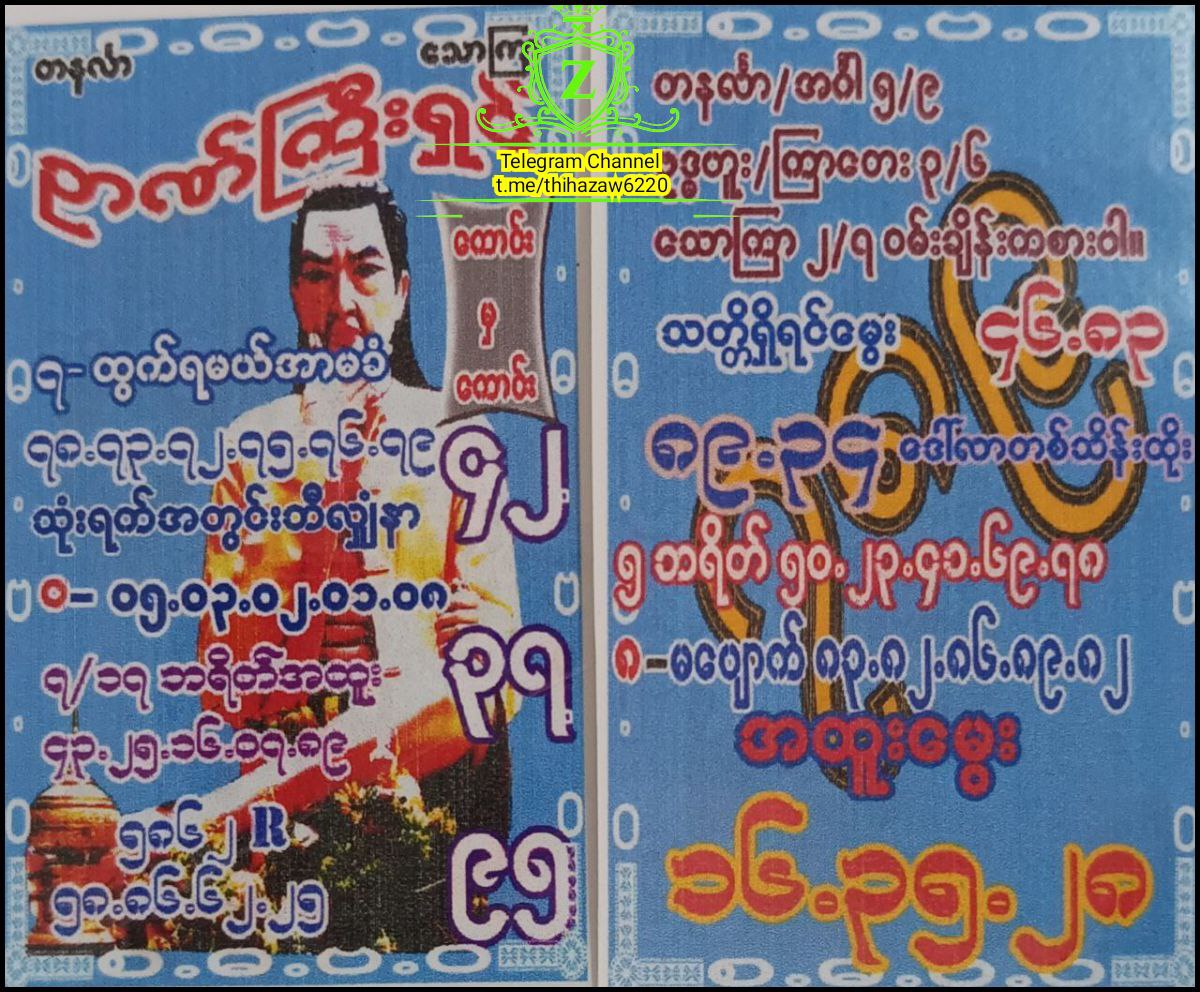 တနင်္လာ
သောကြာ
ဉာဏ်ကြီးရှင်
Z
Telegram Channel
t.me/thihazaw6220
ကောင်း
မှ
ကောင်း
၇-ထွက်ရမယ်အာမခံ
၇၈.၇၃.၇၂.၇၅.၇၆.၇၉
သုံးရက်အတွင်းဘီလျှံနာ
၀- ၀၅.၀၃.၀၂.၀၁.၀၈
၇/၁၇ ဘရိတ်အထူး-
၄၃.၂၅.၁၆.၀၇.၈၉
၅၈၆၂ R
၅၈.၈၆.၆၂.၂၅
၄၂
၃၇
၉၅
တနင်္လာ/အင်္ဂါ ၅/၉
ဗုဒ္ဓဟူး/ကြာတေး ၃/၆
သောကြာ ၂/၇ ဝမ်းချိန်းကစားပါ။
သတ္တိရှိရင်မွေး ၄၆.၈၃
၈၉.၃၄ ဒေါ်လာတစ်သိန်းထိုး
၅ ဘရိတ် ၅၀.၂၃.၄၁.၆၉.၇၈
၈-မပျောက် ၈၃.၈၂.၈၆.၈၉.၈၂
အထူးမွေး
၁၆.၃၅.၂၈